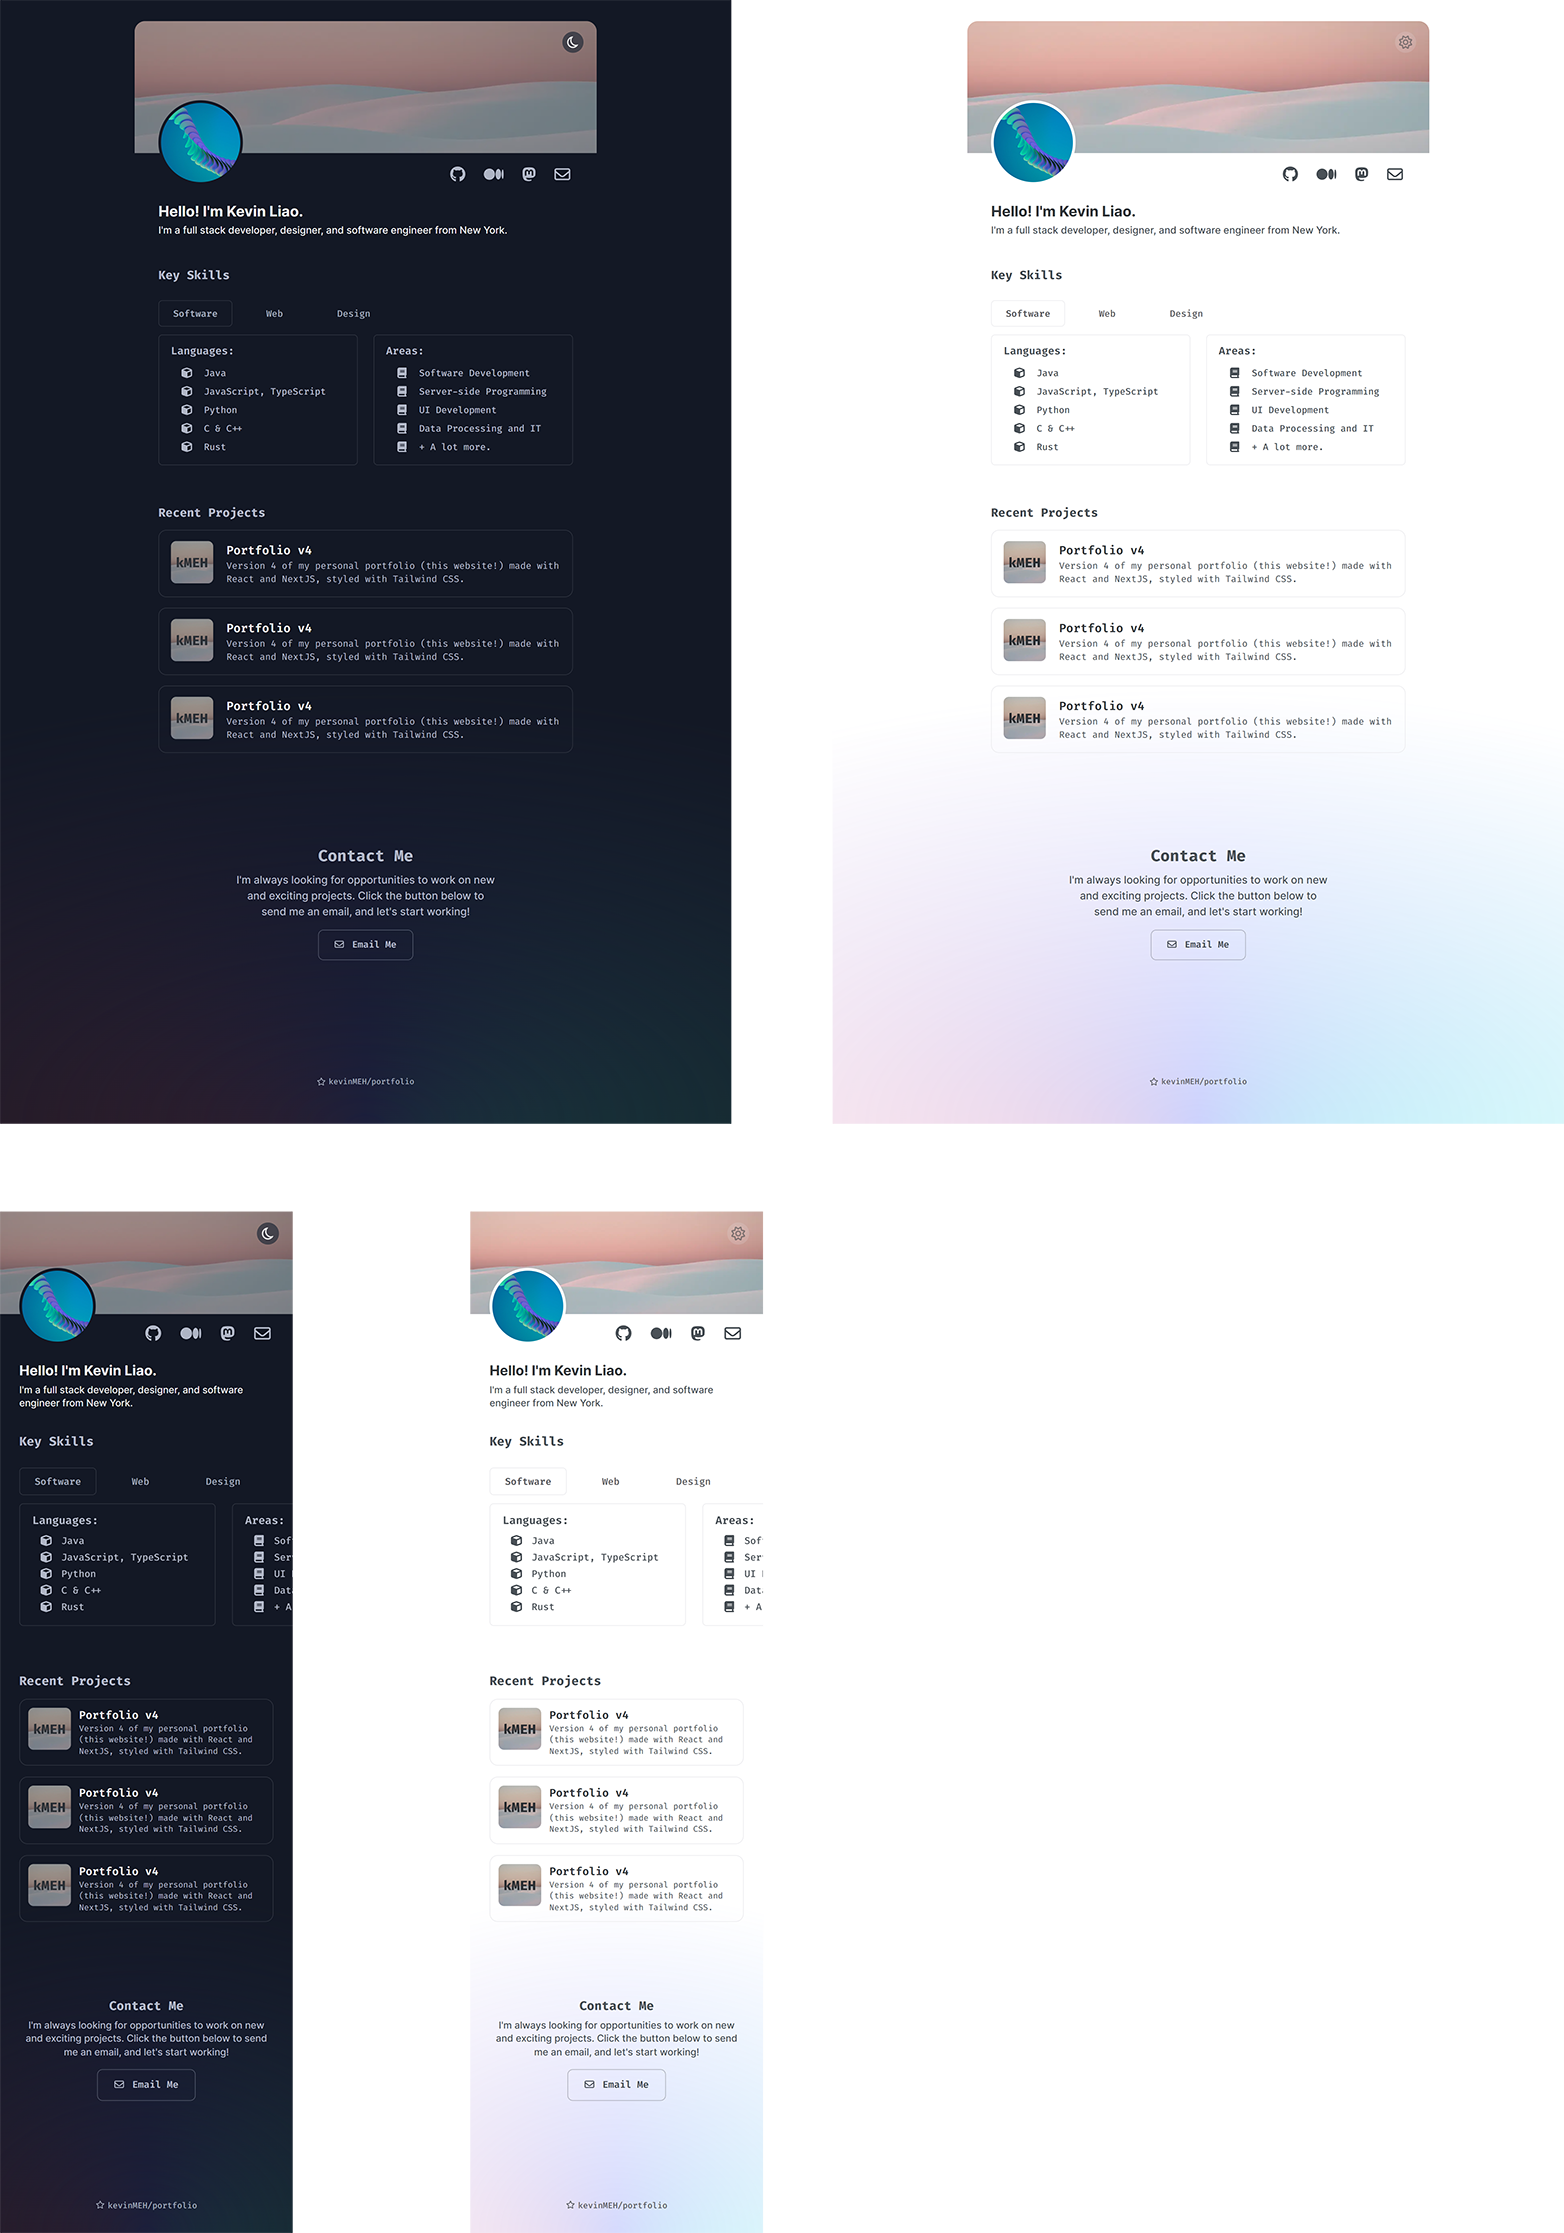 Hello! I'm Kevin Liao.
I'm a full stack developer, designer, and software engineer from New York.
Key Skills
Software Web Design
Languages:
Java
JavaScript, TypeScript
Python
C & C++
Rust
Areas:
Software Development
Server-side Programming
UI Development
Data Processing and IT
+ A lot more.
Recent Projects
kMEH
Portfolio v4
Version 4 of my personal portfolio (this website!) made with
React and NextJS, styled with Tailwind CSS.
kMEH
Portfolio v4
Version 4 of my personal portfolio (this website!) made with
React and NextJS, styled with Tailwind CSS.
kMEH
Portfolio v4
Version 4 of my personal portfolio (this website!) made with
React and NextJS, styled with Tailwind CSS.
Contact Me
I'm always looking for opportunities to work on new
and exciting projects. Click the button below to
send me an email, and let's start working!
Email Me
kevinMEH/portfolio
Hello! I'm Kevin Liao.
I'm a full stack developer, designer, and software engineer from New York.
Key Skills
Software Web Design
Languages:
Java
JavaScript, TypeScript
Python
C & C++
Rust
Areas:
Software Development
Server-side Programming
UI Development
Data Processing and IT
+ A lot more.
Recent Projects
kMEH
Portfolio v4
Version 4 of my personal portfolio (this website!) made with
React and NextJS, styled with Tailwind CSS.
kMEH
Portfolio v4
Version 4 of my personal portfolio (this website!) made with
React and NextJS, styled with Tailwind CSS.
kMEH
Portfolio v4
Version 4 of my personal portfolio (this website!) made with
React and NextJS, styled with Tailwind CSS.
Contact Me
I'm always looking for opportunities to work on new
and exciting projects. Click the button below to
send me an email, and let's start working!
Email Me
kevinMEH/portfolio
Hello! I'm Kevin Liao.
I'm a full stack developer, designer, and software
engineer from New York.
Key Skills
Software Web Design
Languages:
Java
JavaScript, TypeScript
Python
C & C++
Rust
Areas:
Sof
Ser
UI
Dat
+ A
Recent Projects
kMEH
Portfolio v4
Version 4 of my personal portfolio
(this website!) made with React and
NextJS, styled with Tailwind CSS.
kMEH
Portfolio v4
Version 4 of my personal portfolio
(this website!) made with React and
NextJS, styled with Tailwind CSS.
kMEH
Portfolio v4
Version 4 of my personal portfolio
(this website!) made with React and
NextJS, styled with Tailwind CSS.
Contact Me
I'm always looking for opportunities to work on new
and exciting projects. Click the button below to send
me an email, and let's start working!
Email Me
kevinMEH/portfolio
Hello! I'm Kevin Liao.
I'm a full stack developer, designer, and software
engineer from New York.
Key Skills
Software Web Design
Languages:
Java
JavaScript, TypeScript
Python
C & C++
Rust
Areas:
Sof
Ser
UI
Dat
+ A
Recent Projects
kMEH
Portfolio v4
Version 4 of my personal portfolio
(this website!) made with React and
NextJS, styled with Tailwind CSS.
kMEH
Portfolio v4
Version 4 of my personal portfolio
(this website!) made with React and
NextJS, styled with Tailwind CSS.
kMEH
Portfolio v4
Version 4 of my personal portfolio
(this website!) made with React and
NextJS, styled with Tailwind CSS.
Contact Me
I'm always looking for opportunities to work on new
and exciting projects. Click the button below to send
me an email, and let's start working!
Email Me
kevinMEH/portfolio